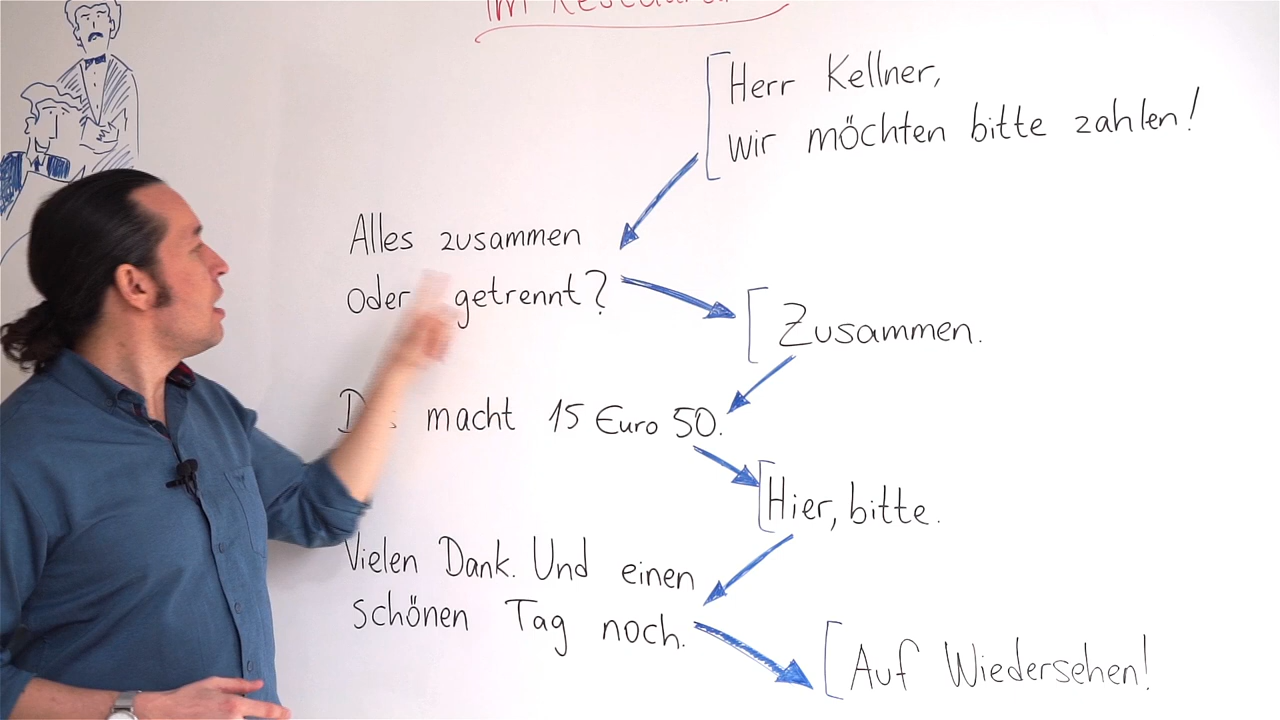 Im
Herr Kellner,
wir möchten bitte zahlen!
Alles zusammen
oder getrennt?
Zusammen.
macht 15 Euro 50.
Hier, bitte.
Vielen Dank. Und einen
schönen Tag noch.
Auf Wiedersehen!